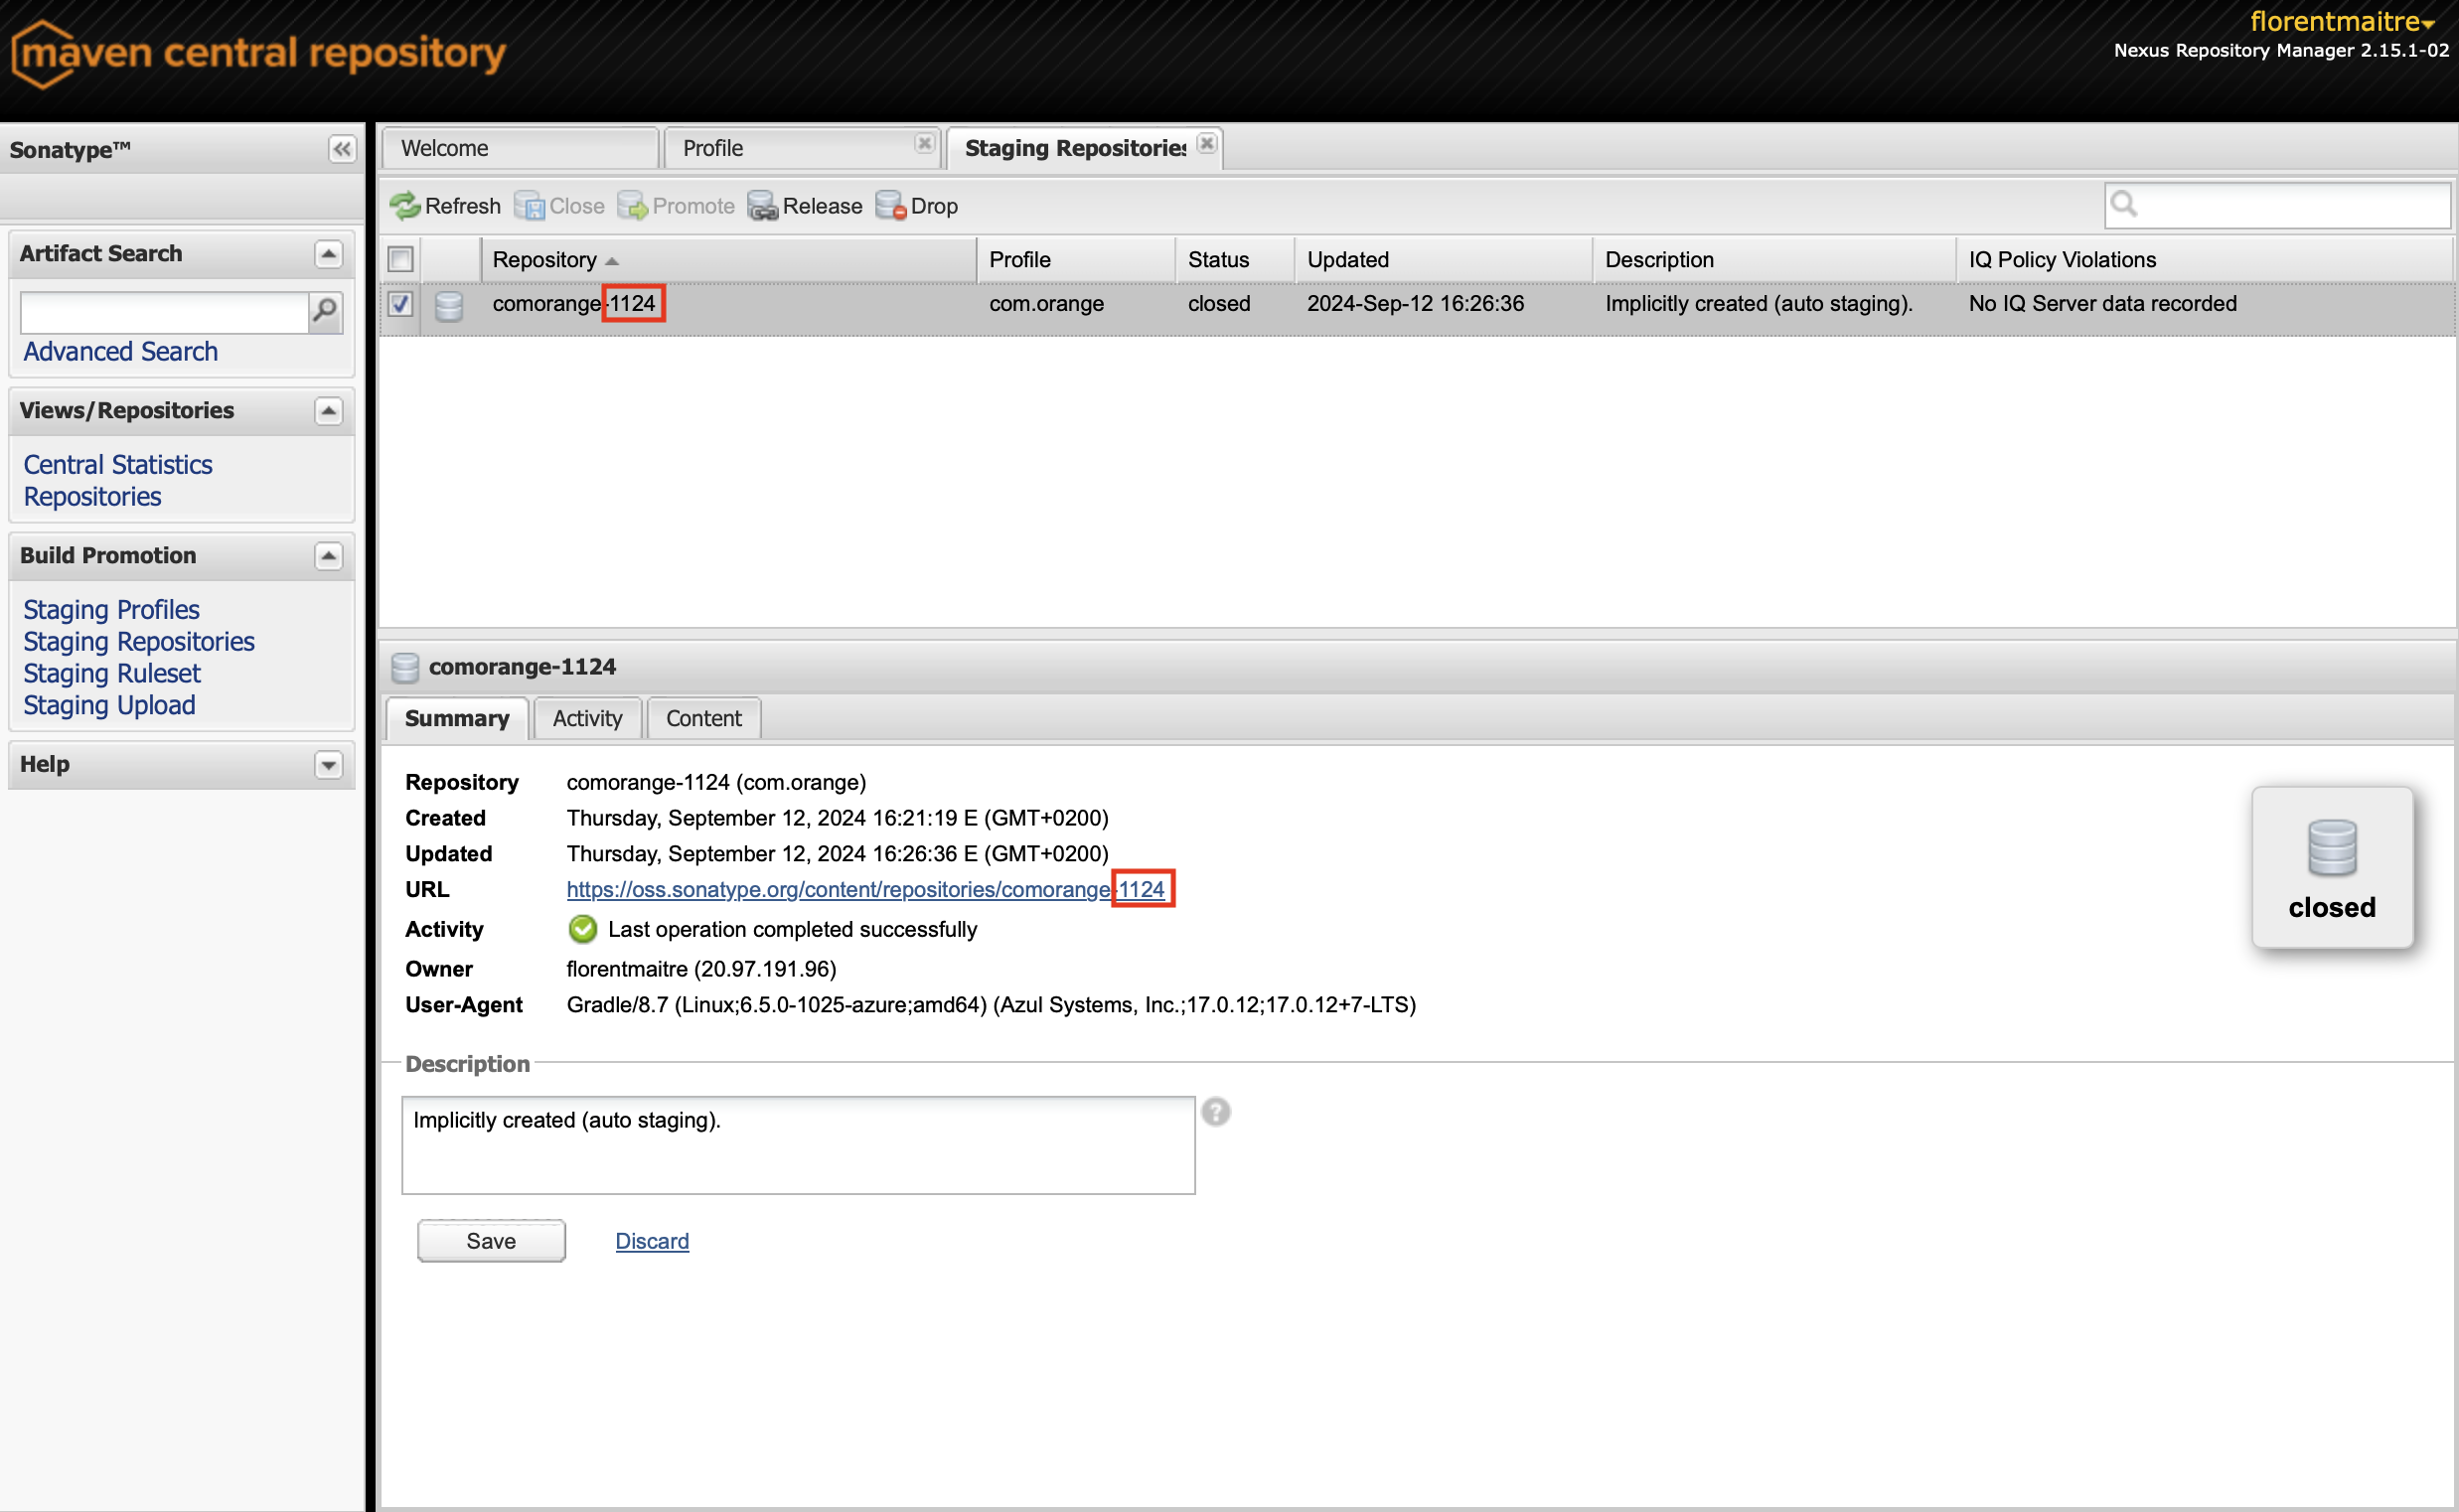 maven central repository
florentmaitre
Nexus Repository Manager 2.15.1-02
Sonatype™
Artifact Search
Advanced Search
Views/Repositories
Central Statistics
Repositories
Build Promotion
Staging Profiles
Staging Repositories
Staging Ruleset
Staging Upload
Help
Welcome Profile Staging Repositories
Refresh Close Promote Release Drop
Repository Profile Status Updated Description IQ Policy Violations
comorange-1124 com.orange closed 2024-Sep-12 16:26:36 Implicitly created (auto staging). No IQ Server data recorded
comorange-1124
Summary Activity Content
Repository comorange-1124 (com.orange)
Created Thursday, September 12, 2024 16:21:19 E (GMT+0200)
Updated Thursday, September 12, 2024 16:26:36 E (GMT+0200)
URL https://oss.sonatype.org/content/repositories/comorange-1124
Activity Last operation completed successfully
Owner florentmaitre (20.97.191.96)
User-Agent Gradle/8.7 (Linux;6.5.0-1025-azure;amd64) (Azul Systems, Inc.;17.0.12;17.0.12+7-LTS)
closed
Description
Implicitly created (auto staging).
?
Save Discard